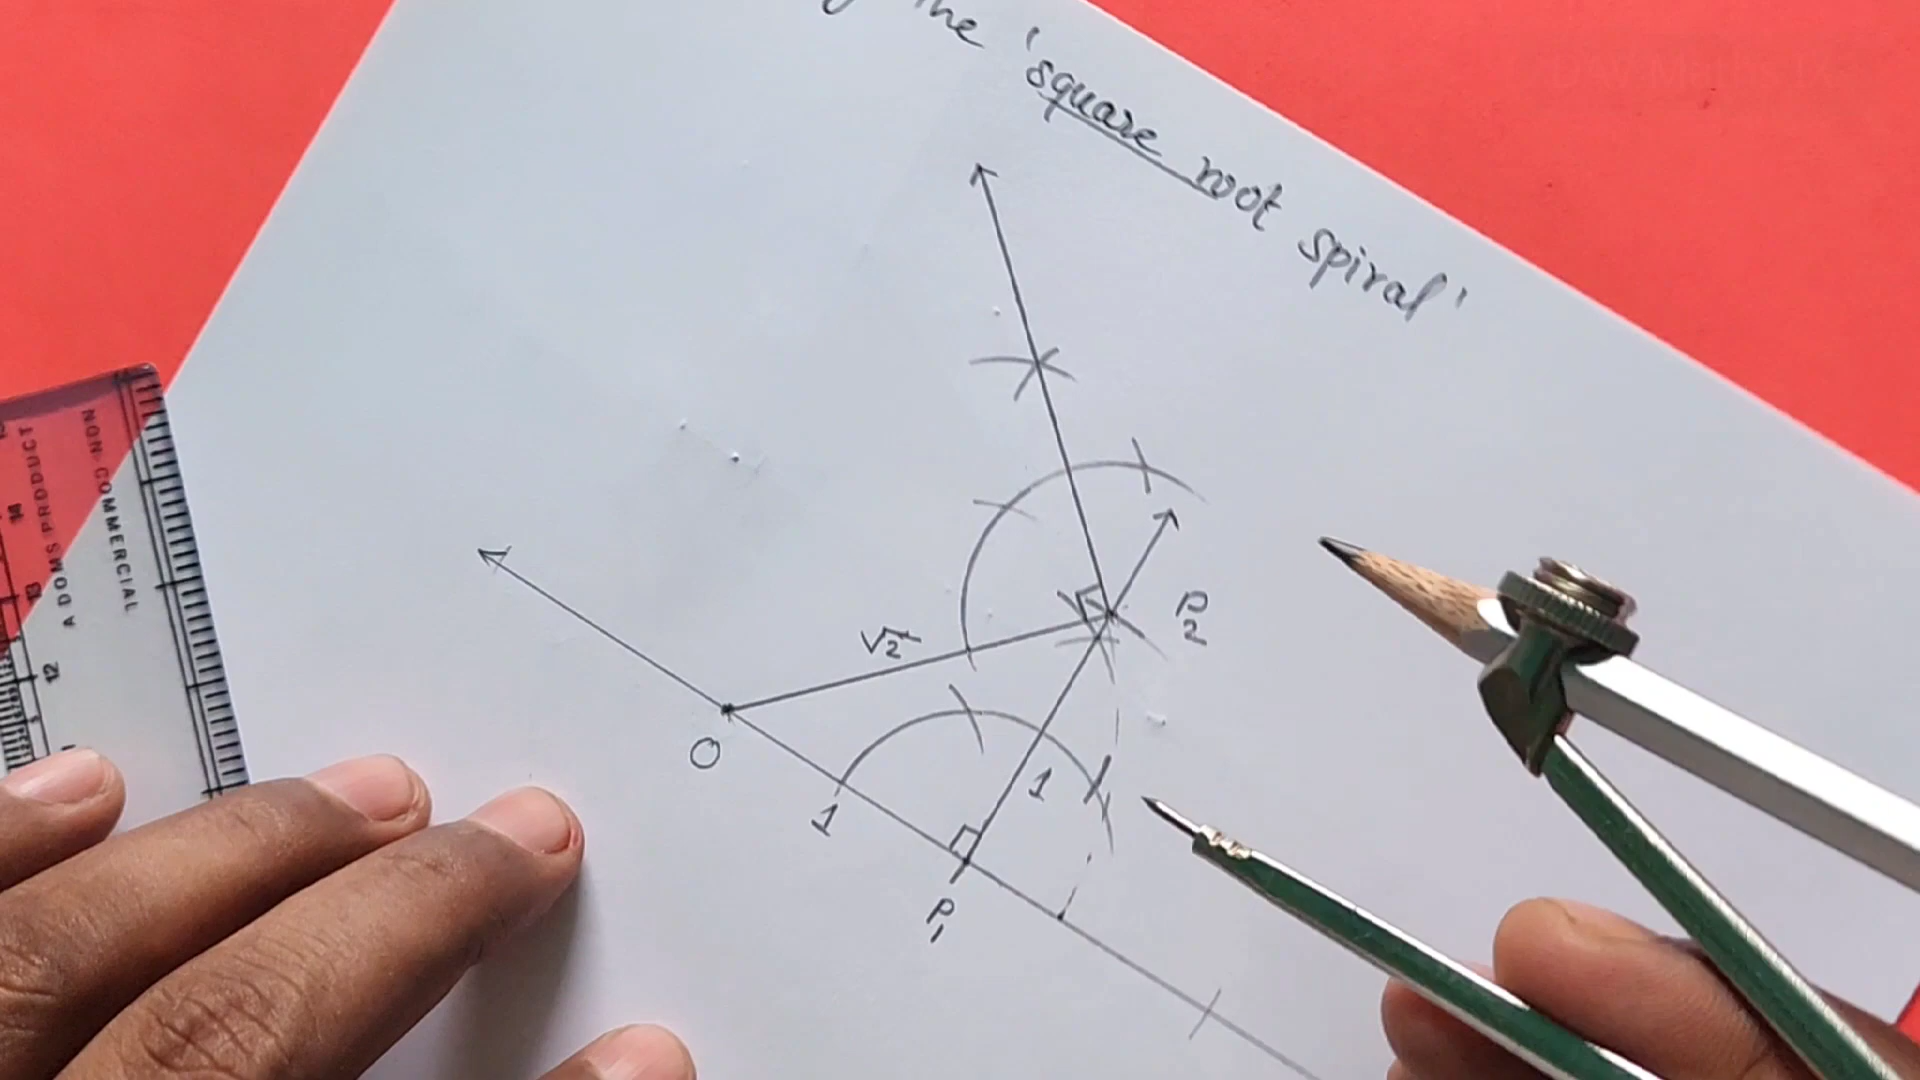 the 'square root spiral'
P₂
√2
O
1
1
P₁
NON-COMMERCIAL
A DOMS PRODUCT
14
13
12